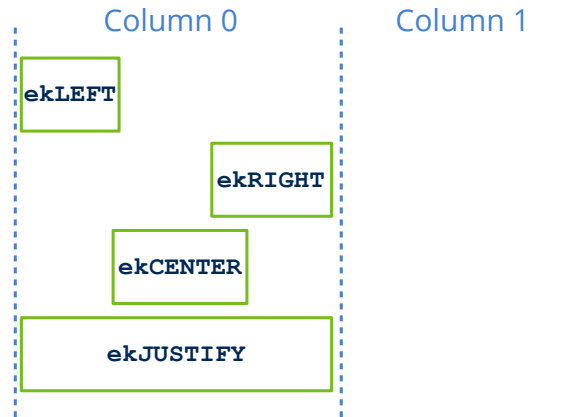 Column 0 Column 1
ekLEFT
ekRIGHT
ekCENTER
ekJUSTIFY